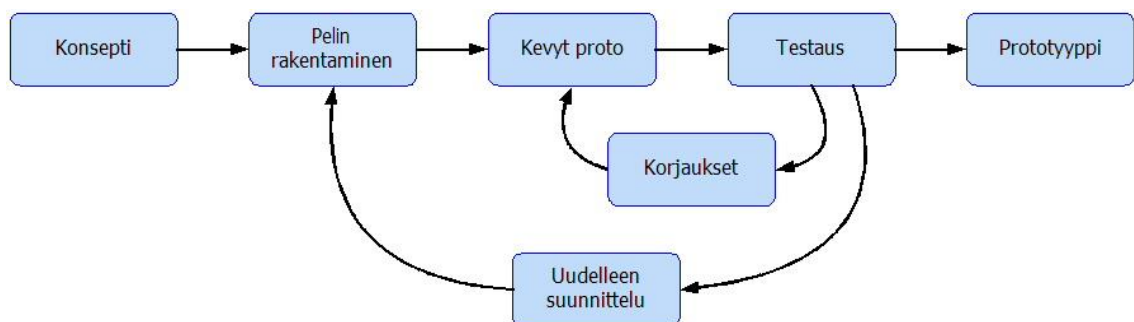 Konsepti
Pelin
rakentaminen
Kevyt proto
Testaus
Prototyyppi
Korjaukset
Uudelleen
suunnittelu